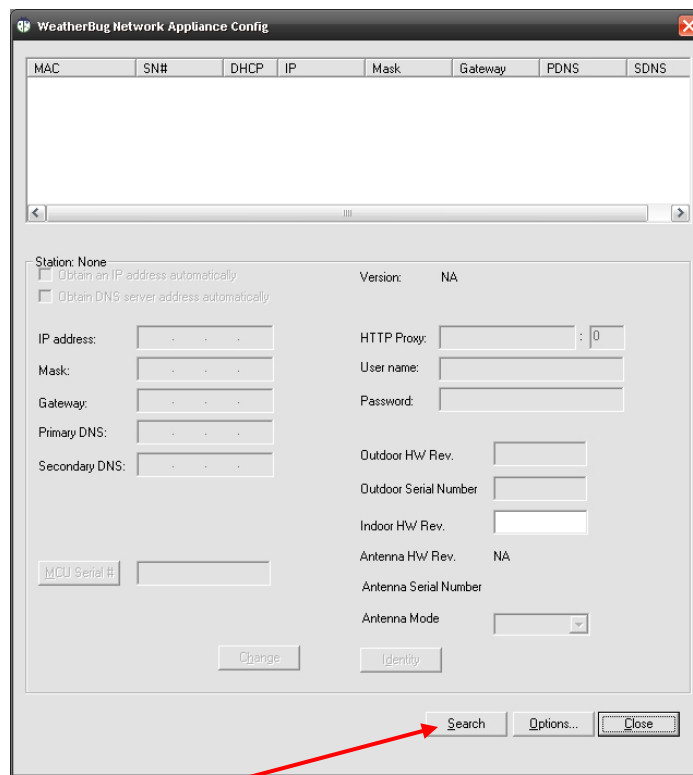 WeatherBug Network Appliance Config
MAC SN# DHCP IP Mask Gateway PDNS SDNS
Station: None
Obtain an IP address automatically
Version: NA
Obtain DNS server address automatically
IP address: . . .
HTTP Proxy: : 0
Mask: . . .
User name:
Gateway: . . .
Password:
Primary DNS: . . .
Secondary DNS: . . .
Outdoor HW Rev.
Outdoor Serial Number
Indoor HW Rev.
Antenna HW Rev. NA
MCU Serial #
Antenna Serial Number
Antenna Mode
Change
Identity
Search Options... Close